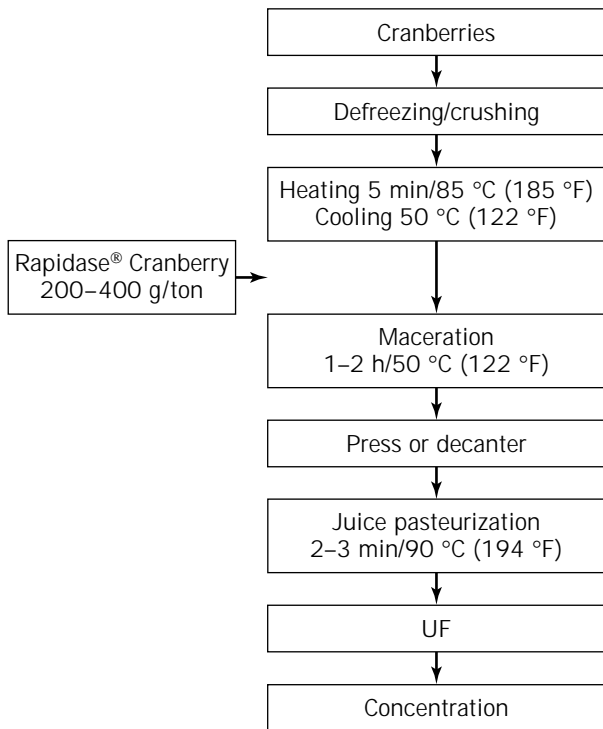 Cranberries
Defreezing/crushing
Heating 5 min/85 °C (185 °F)
Cooling 50 °C (122 °F)
Rapidase® Cranberry
200–400 g/ton
Maceration
1–2 h/50 °C (122 °F)
Press or decanter
Juice pasteurization
2–3 min/90 °C (194 °F)
UF
Concentration